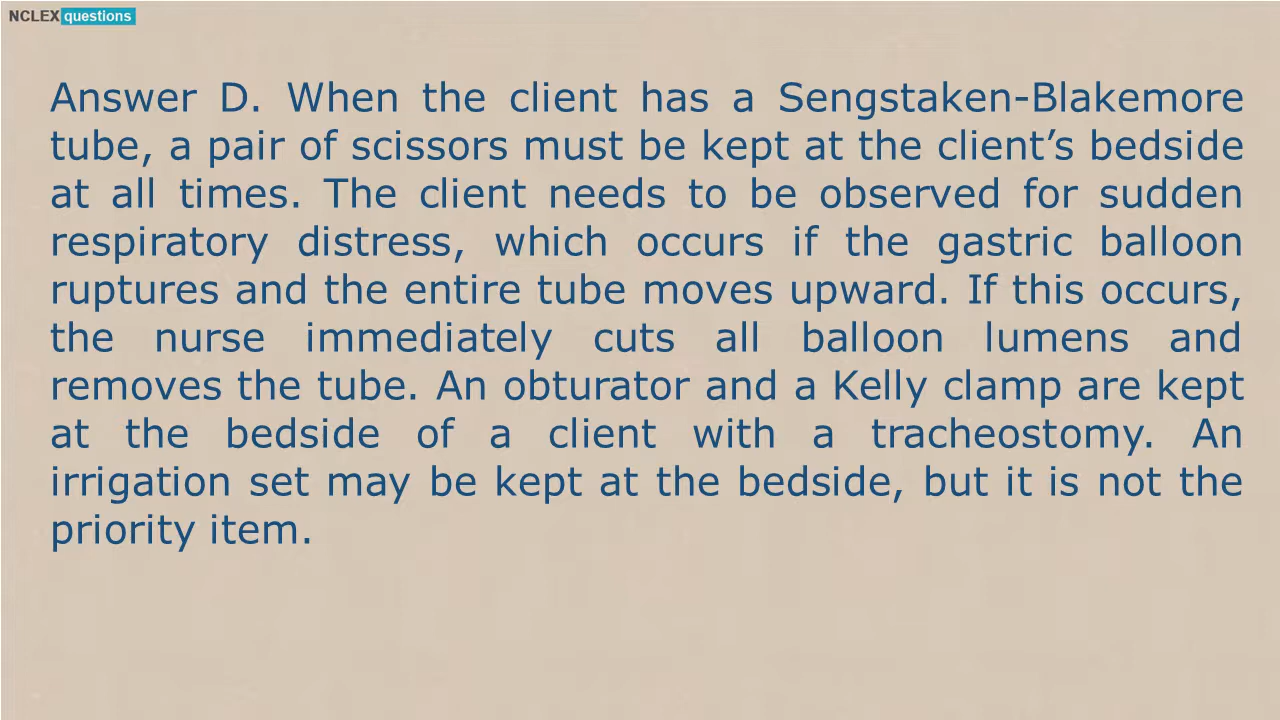 NCLEX questions
Answer D. When the client has a Sengstaken-Blakemore
tube, a pair of scissors must be kept at the client’s bedside
at all times. The client needs to be observed for sudden
respiratory distress, which occurs if the gastric balloon
ruptures and the entire tube moves upward. If this occurs,
the nurse immediately cuts all balloon lumens and
removes the tube. An obturator and a Kelly clamp are kept
at the bedside of a client with a tracheostomy. An
irrigation set may be kept at the bedside, but it is not the
priority item.